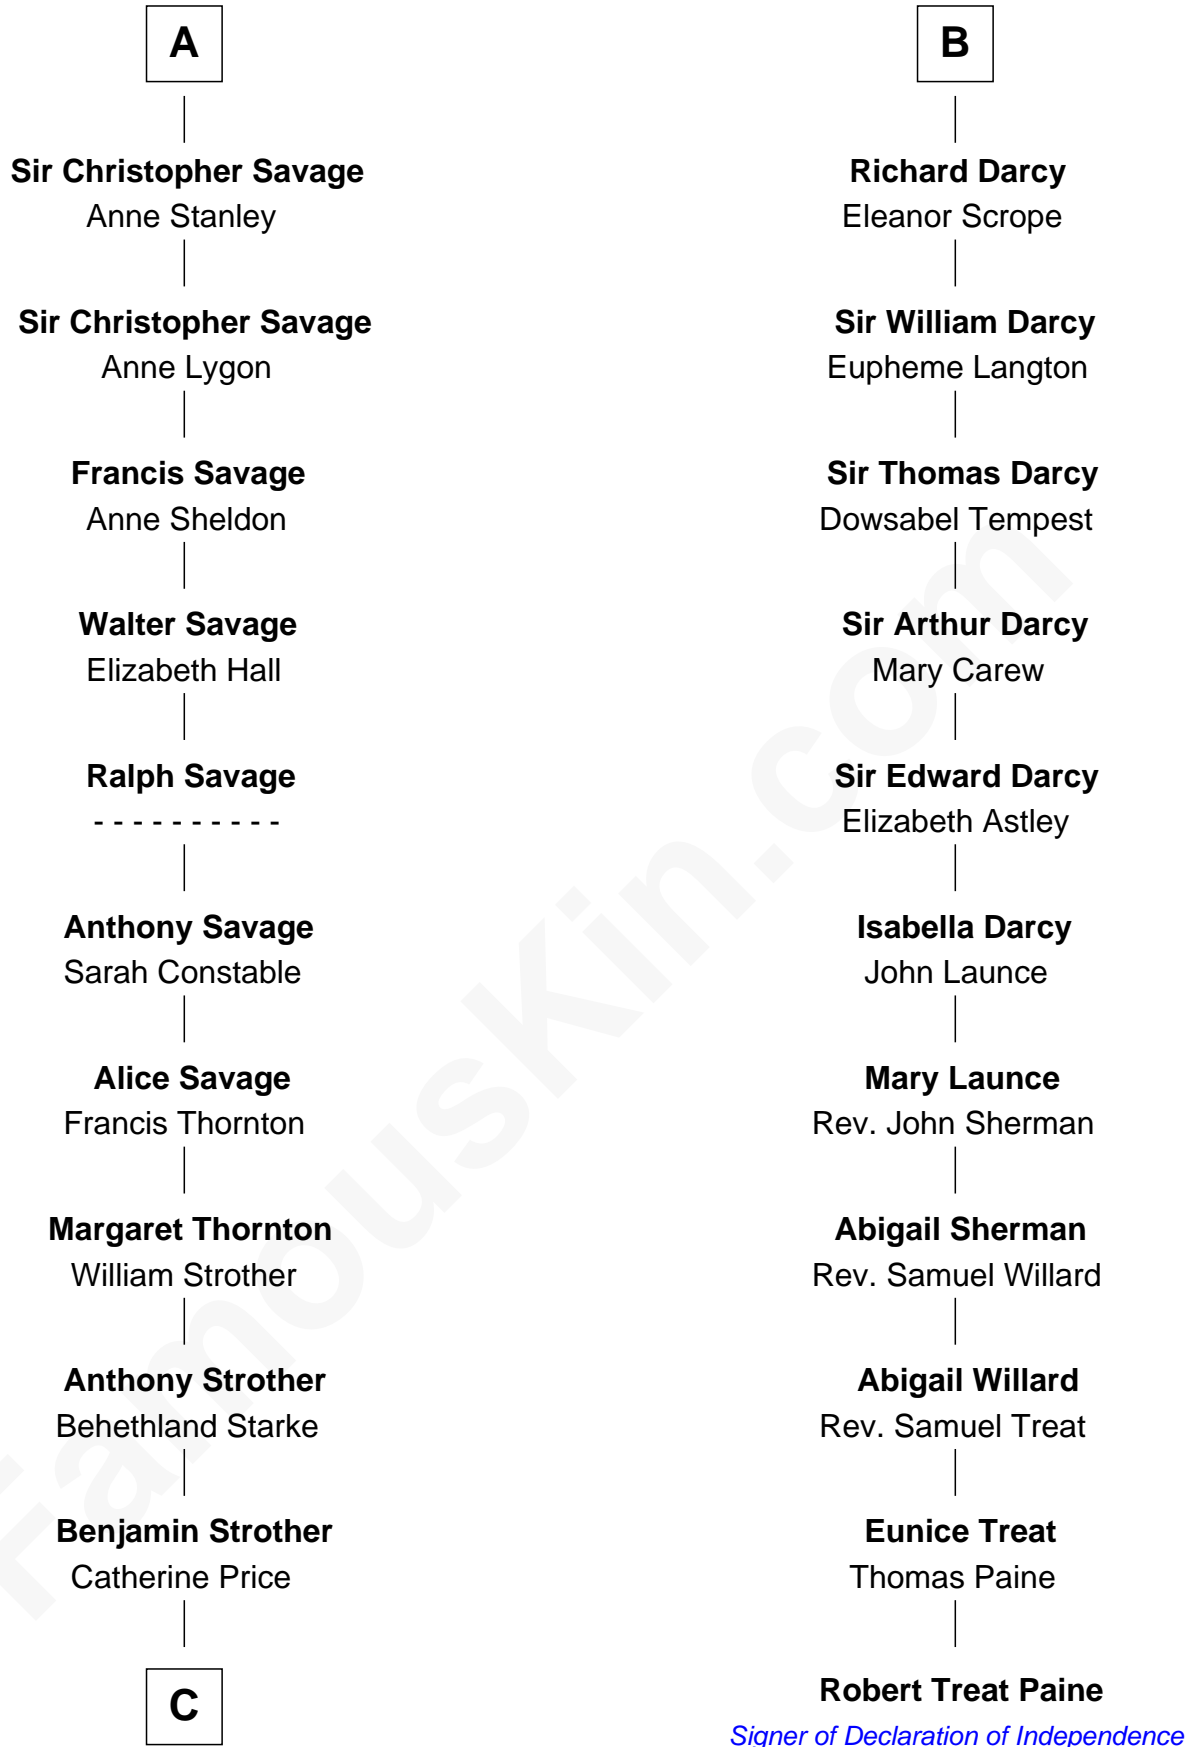 A
Sir Christopher Savage
Anne Stanley
Sir Christopher Savage
Anne Lygon
Francis Savage
Anne Sheldon
Walter Savage
Elizabeth Hall
Ralph Savage
- - - - - - - - - -
Anthony Savage
Sarah Constable
Alice Savage
Francis Thornton
Margaret Thornton
William Strother
Anthony Strother
Behethland Starke
Benjamin Strother
Catherine Price
C
B
Richard Darcy
Eleanor Scrope
Sir William Darcy
Eupheme Langton
Sir Thomas Darcy
Dowsabel Tempest
Sir Arthur Darcy
Mary Carew
Sir Edward Darcy
Elizabeth Astley
Isabella Darcy
John Launce
Mary Launce
Rev. John Sherman
Abigail Sherman
Rev. Samuel Willard
Abigail Willard
Rev. Samuel Treat
Eunice Treat
Thomas Paine
Robert Treat Paine
Signer of Declaration of Independence
FamousKin.com